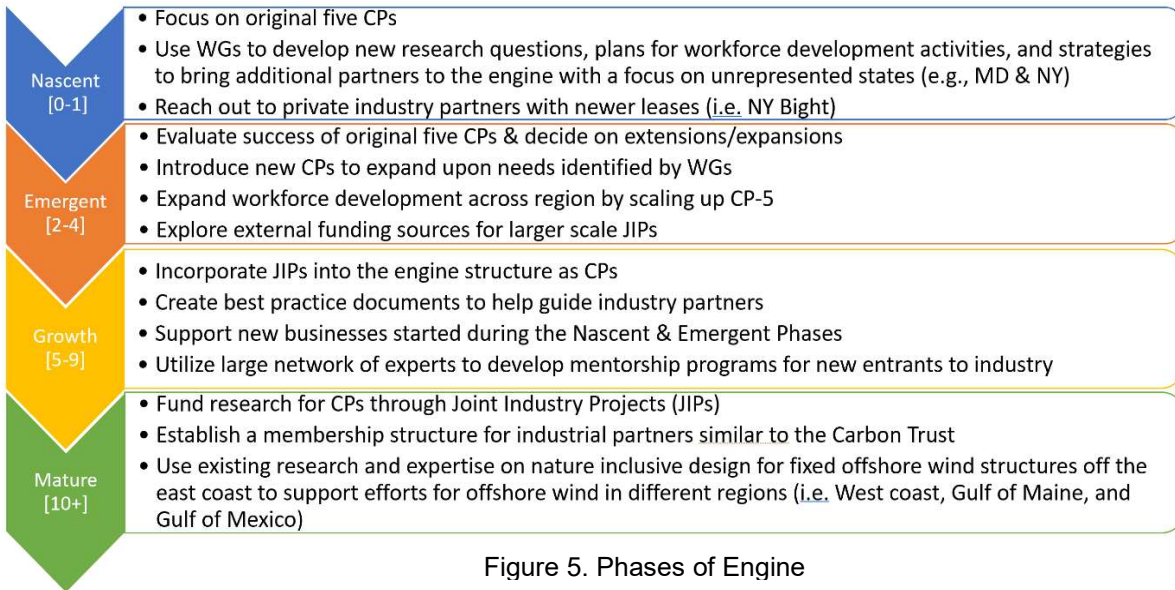 Nascent
[0-1]
• Focus on original five CPs
• Use WGs to develop new research questions, plans for workforce development activities, and strategies
to bring additional partners to the engine with a focus on unrepresented states (e.g., MD & NY)
• Reach out to private industry partners with newer leases (i.e. NY Bight)
Emergent
[2-4]
• Evaluate success of original five CPs & decide on extensions/expansions
• Introduce new CPs to expand upon needs identified by WGs
• Expand workforce development across region by scaling up CP-5
• Explore external funding sources for larger scale JIPs
Growth
[5-9]
• Incorporate JIPs into the engine structure as CPs
• Create best practice documents to help guide industry partners
• Support new businesses started during the Nascent & Emergent Phases
• Utilize large network of experts to develop mentorship programs for new entrants to industry
Mature
[10+]
• Fund research for CPs through Joint Industry Projects (JIPs)
• Establish a membership structure for industrial partners similar to the Carbon Trust
• Use existing research and expertise on nature inclusive design for fixed offshore wind structures off the
east coast to support efforts for offshore wind in different regions (i.e. West coast, Gulf of Maine, and
Gulf of Mexico)
Figure 5. Phases of Engine